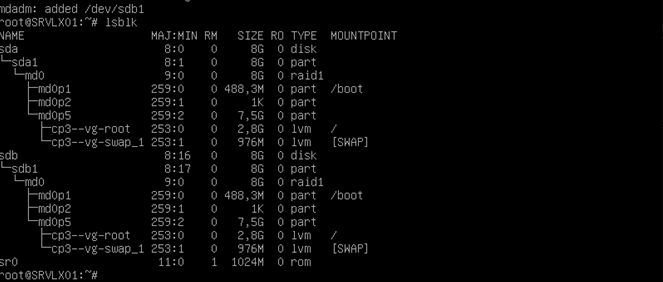 mdadm: added /dev/sdb1
root@SRVLX01:~# lsblk
NAME MAJ:MIN RM SIZE RO TYPE MOUNTPOINT
sda 8:0 0 8G 0 disk
└─sda1 8:1 0 8G 0 part
└─md0 9:0 0 8G 0 raid1
├─md0p1 259:0 0 488,3M 0 part /boot
├─md0p2 259:1 0 1K 0 part
└─md0p5 259:2 0 7,5G 0 part
├─cp3--vg-root 253:0 0 2,8G 0 lvm /
└─cp3--vg-swap_1 253:1 0 976M 0 lvm [SWAP]
sdb 8:16 0 8G 0 disk
└─sdb1 8:17 0 8G 0 part
└─md0 9:0 0 8G 0 raid1
├─md0p1 259:0 0 488,3M 0 part /boot
├─md0p2 259:1 0 1K 0 part
└─md0p5 259:2 0 7,5G 0 part
├─cp3--vg-root 253:0 0 2,8G 0 lvm /
└─cp3--vg-swap_1 253:1 0 976M 0 lvm [SWAP]
sr0 11:0 1 1024M 0 rom
root@SRVLX01:~#